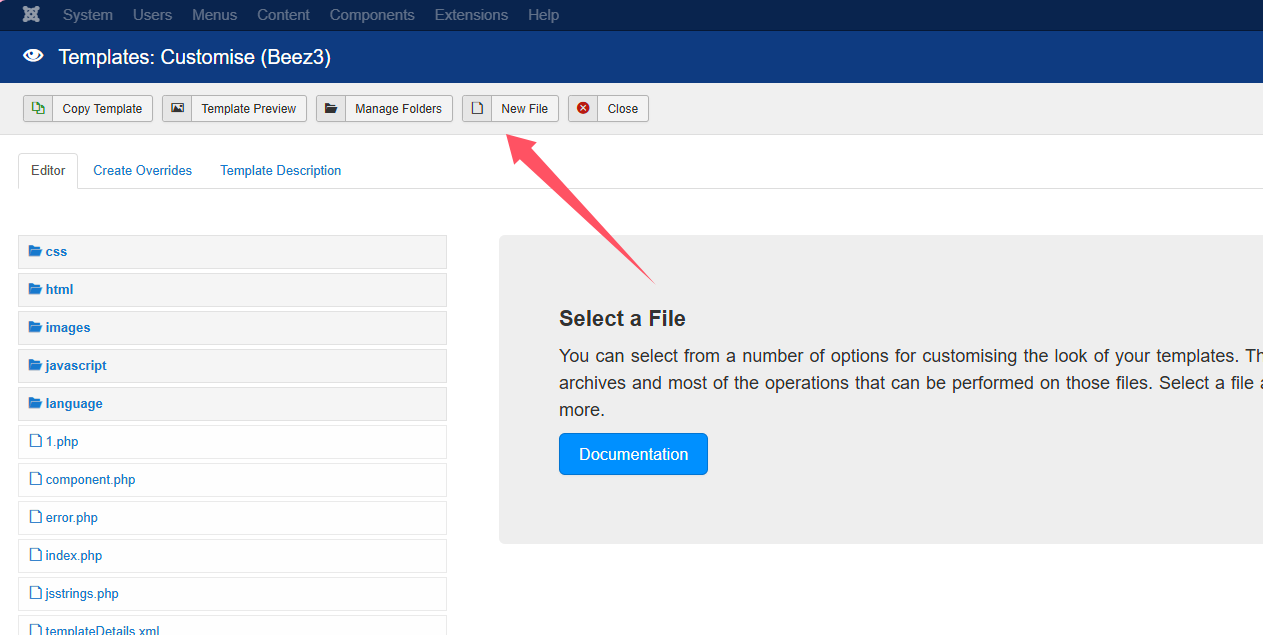 System Users Menus Content Components Extensions Help
Templates: Customise (Beez3)
Copy Template Template Preview Manage Folders New File Close
Editor Create Overrides Template Description
css
html
images
javascript
language
1.php
component.php
error.php
index.php
jsstrings.php
templateDetails.xml
Select a File
You can select from a number of options for customising the look of your templates. Th
archives and most of the operations that can be performed on those files. Select a file a
more.
Documentation